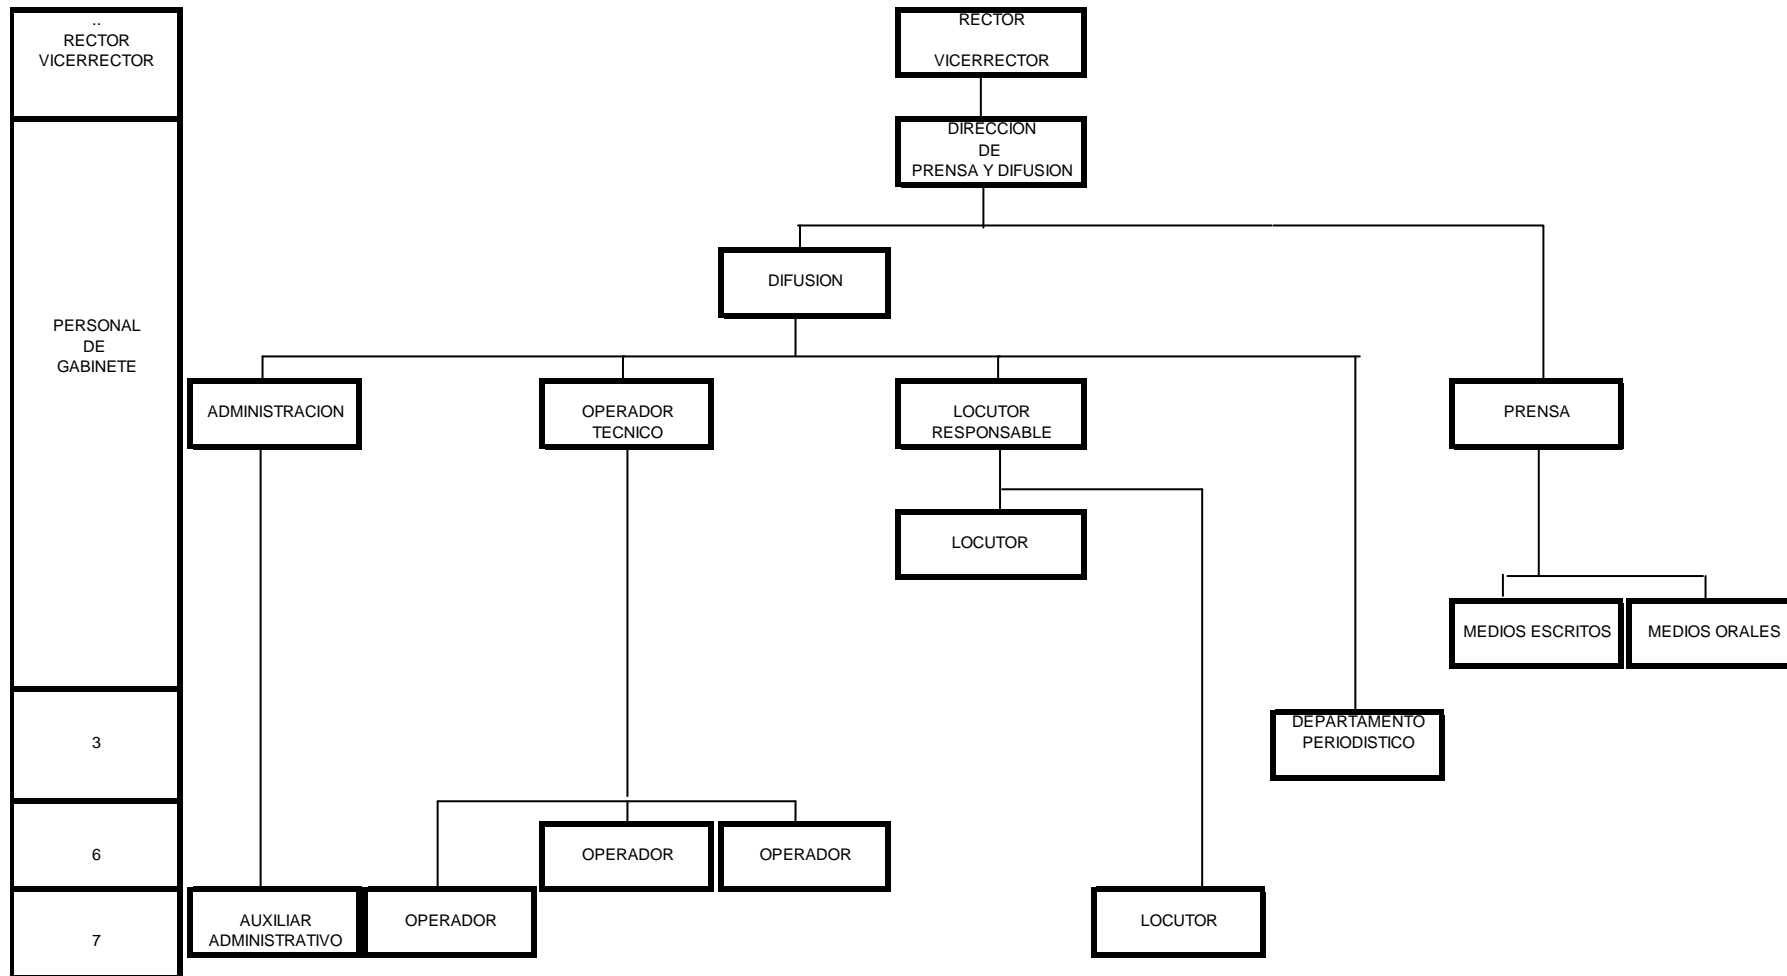 ..
RECTOR
VICERRECTOR
RECTOR
VICERRECTOR
DIRECCION
DE
PRENSA Y DIFUSION
DIFUSION
PERSONAL
DE
GABINETE
ADMINISTRACION
OPERADOR
TECNICO
LOCUTOR
RESPONSABLE
PRENSA
LOCUTOR
MEDIOS ESCRITOS
MEDIOS ORALES
3
DEPARTAMENTO
PERIODISTICO
6
OPERADOR
OPERADOR
7
AUXILIAR
ADMINISTRATIVO
OPERADOR
LOCUTOR